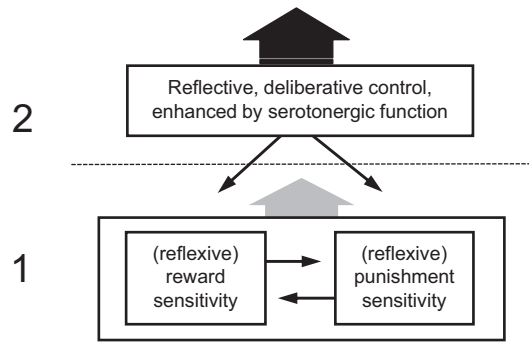 2
Reflective, deliberative control,
enhanced by serotonergic function
1
(reflexive)
reward
sensitivity
(reflexive)
punishment
sensitivity